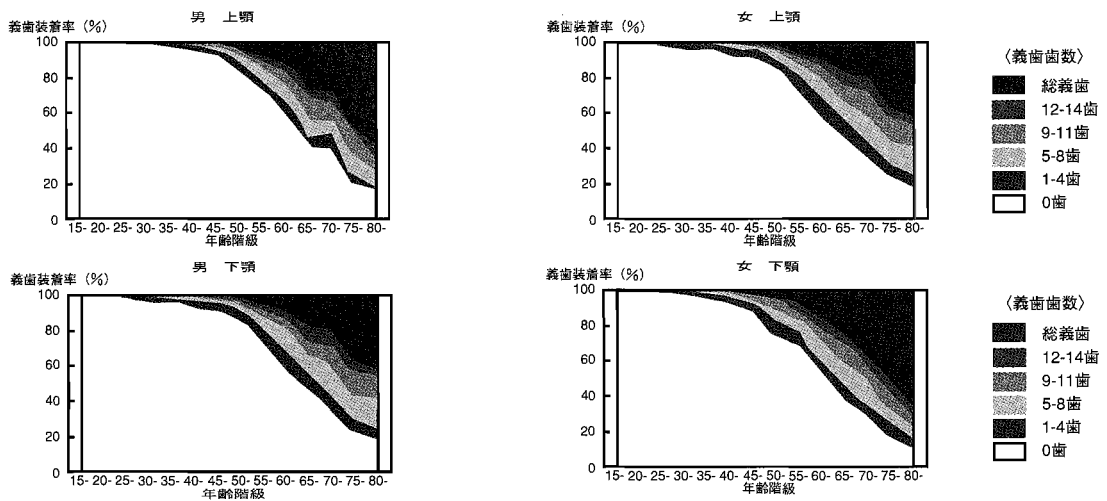 男 上顎
義歯装着率 (%)
100
80
60
40
20
0
15- 20- 25- 30- 35- 40- 45- 50- 55- 60- 65- 70- 75- 80-
年齢階級
女 上顎
義歯装着率 (%)
100
80
60
40
20
0
15- 20- 25- 30- 35- 40- 45- 50- 55- 60- 65- 70- 75- 80-
年齢階級
〈義歯歯数〉
総義歯
12-14歯
9-11歯
5-8歯
1-4歯
0歯
男 下顎
義歯装着率 (%)
100
80
60
40
20
0
15- 20- 25- 30- 35- 40- 45- 50- 55- 60- 65- 70- 75- 80-
年齢階級
女 下顎
義歯装着率 (%)
100
80
60
40
20
0
15- 20- 25- 30- 35- 40- 45- 50- 55- 60- 65- 70- 75- 80-
年齢階級
〈義歯歯数〉
総義歯
12-14歯
9-11歯
5-8歯
1-4歯
0歯